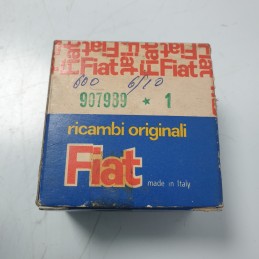 Fiat Fiat
600 6/10
907989 * 1
ricambi originali
Fiat
made in Italy